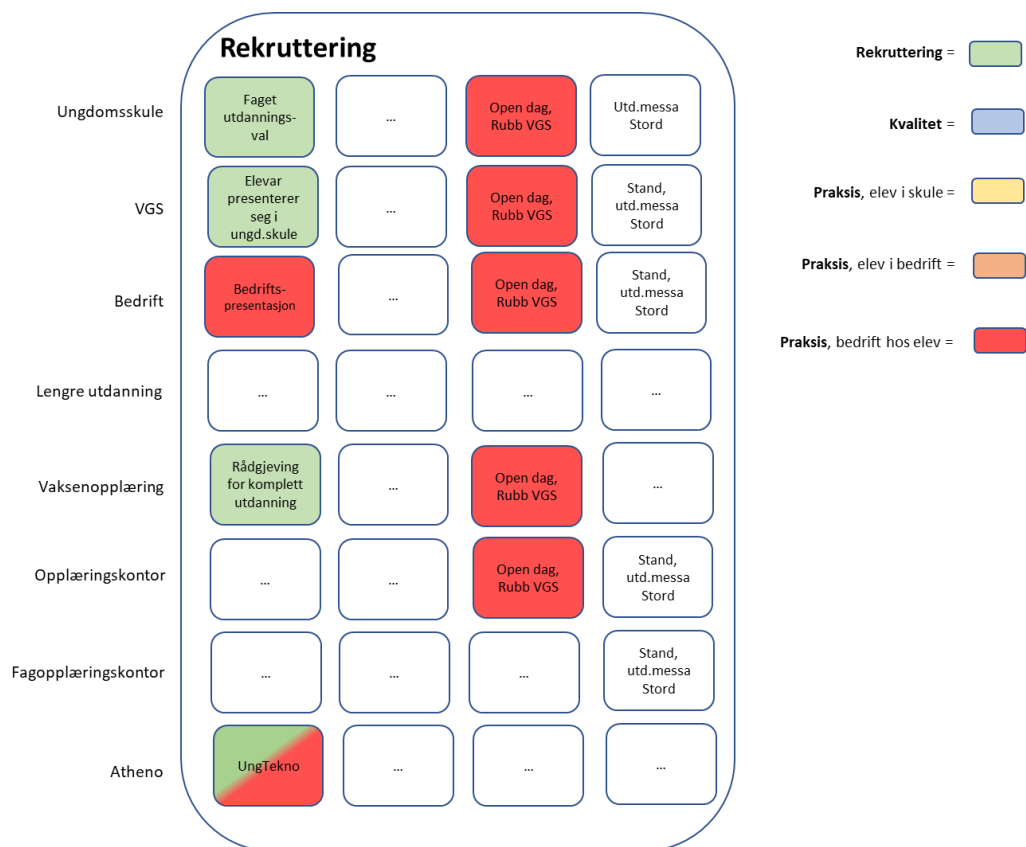 Rekruttering
Ungdomsskule
Faget
utdannings-
val
...
Open dag,
Rubb VGS
Utd.messa
Stord
VGS
Elevar
presenterer
seg i
ungd.skule
...
Open dag,
Rubb VGS
Stand,
utd.messa
Stord
Bedrift
Bedrifts-
presentasjon
...
Open dag,
Rubb VGS
Stand,
utd.messa
Stord
Lengre utdanning
...
...
...
...
Vaksenopplæring
Rådgjeving
for komplett
utdanning
...
Open dag,
Rubb VGS
...
Opplæringskontor
...
...
Open dag,
Rubb VGS
Stand,
utd.messa
Stord
Fagopplæringskontor
...
...
...
Stand,
utd.messa
Stord
Atheno
UngTekno
...
...
...
Rekruttering =
Kvalitet =
Praksis, elev i skule =
Praksis, elev i bedrift =
Praksis, bedrift hos elev =